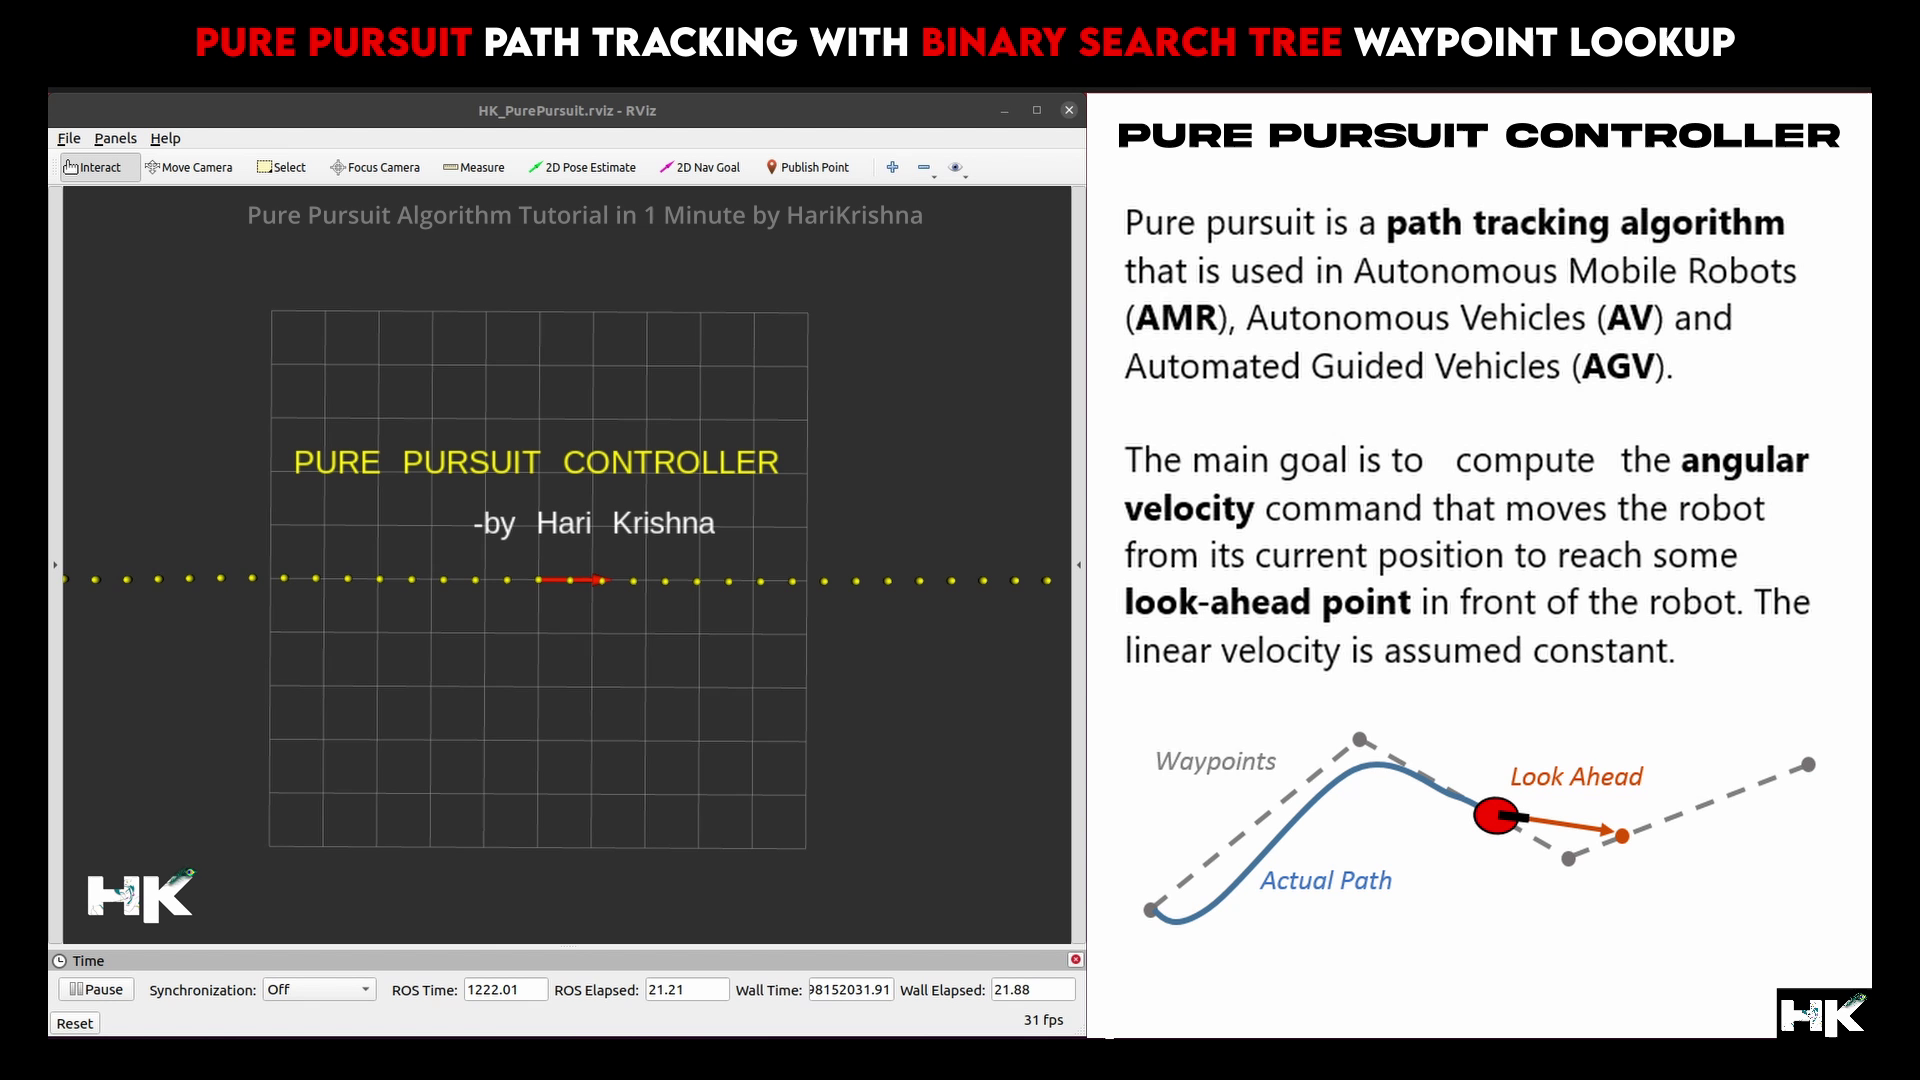 PURE PURSUIT PATH TRACKING WITH BINARY SEARCH TREE WAYPOINT LOOKUP
HK_PurePursuit.rviz - RViz
File Panels Help
Interact Move Camera Select Focus Camera Measure 2D Pose Estimate 2D Nav Goal Publish Point
Pure Pursuit Algorithm Tutorial in 1 Minute by HariKrishna
PURE PURSUIT CONTROLLER
-by Hari Krishna
HK
Time
Pause Synchronization: Off ROS Time: 1222.01 ROS Elapsed: 21.21 Wall Time: 98152031.91 Wall Elapsed: 21.88
Reset 31 fps
PURE PURSUIT CONTROLLER
Pure pursuit is a path tracking algorithm
that is used in Autonomous Mobile Robots
(AMR), Autonomous Vehicles (AV) and
Automated Guided Vehicles (AGV).
The main goal is to compute the angular
velocity command that moves the robot
from its current position to reach some
look-ahead point in front of the robot. The
linear velocity is assumed constant.
Waypoints
Look Ahead
Actual Path
HK